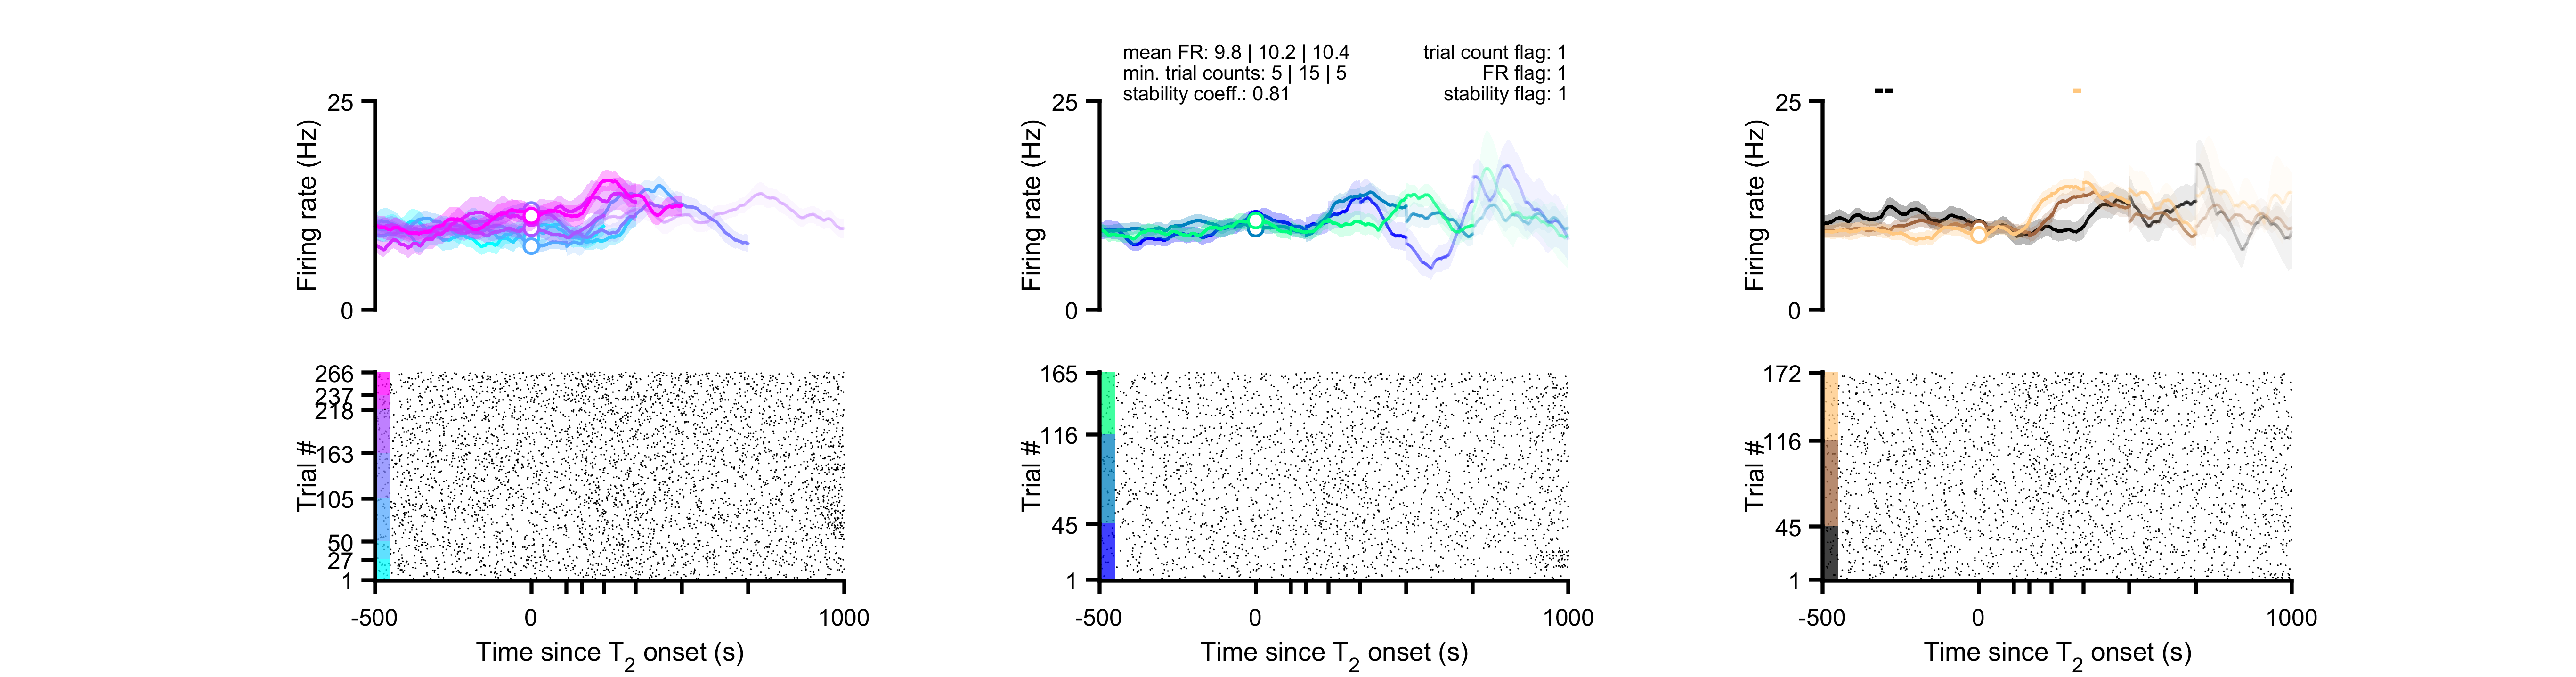 mean FR: 9.8 | 10.2 | 10.4
min. trial counts: 5 | 15 | 5
stability coeff.: 0.81
trial count flag: 1
FR flag: 1
stability flag: 1
25
Firing rate (Hz)
0
25
Firing rate (Hz)
0
25
Firing rate (Hz)
0
266
237
218
163
105
50
27
1
Trial #
-500 0 1000
Time since T2 onset (s)
165
116
45
1
Trial #
-500 0 1000
Time since T2 onset (s)
172
116
45
1
Trial #
-500 0 1000
Time since T2 onset (s)